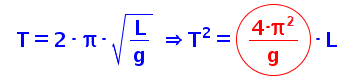 T = 2 · π · √(L/g) ⇒ T² = (4·π²/g) · L